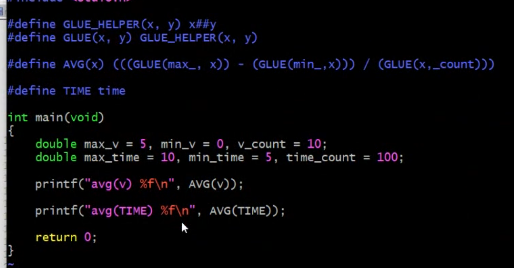 #define GLUE_HELPER(x, y) x##y
#define GLUE(x, y) GLUE_HELPER(x, y)
#define AVG(x) (((GLUE(max_, x)) - (GLUE(min_,x))) / (GLUE(x,_count)))
#define TIME time
int main(void)
{
double max_v = 5, min_v = 0, v_count = 10;
double max_time = 10, min_time = 5, time_count = 100;
printf("avg(v) %f\n", AVG(v));
printf("avg(TIME) %f\n", AVG(TIME));
return 0;
}
~